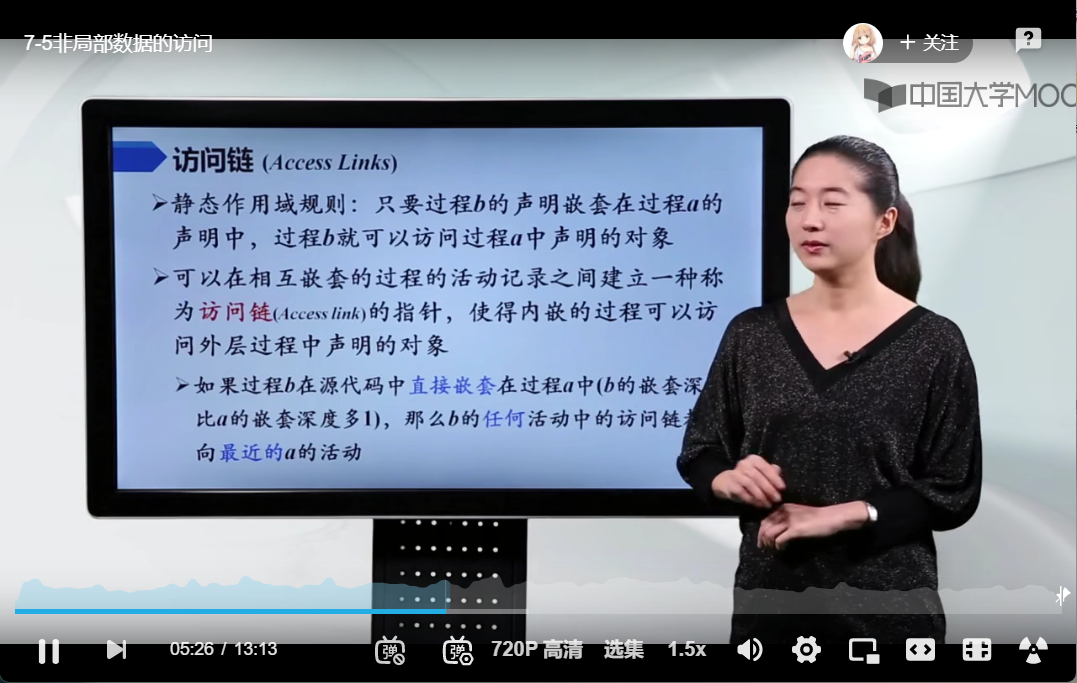 7-5非局部数据的访问
+ 关注
?
中国大学MOO
访问链 (Access Links)
➢静态作用域规则：只要过程b的声明嵌套在过程a的
声明中，过程b就可以访问过程a中声明的对象
➢可以在相互嵌套的过程的活动记录之间建立一种称
为访问链(Access link)的指针，使得内嵌的过程可以访
问外层过程中声明的对象
➢如果过程b在源代码中直接嵌套在过程a中(b的嵌套深
比a的嵌套深度多1)，那么b的任何活动中的访问链
向最近的a的活动
05:26 / 13:13
弹
弹
720P 高清
选集
1.5x